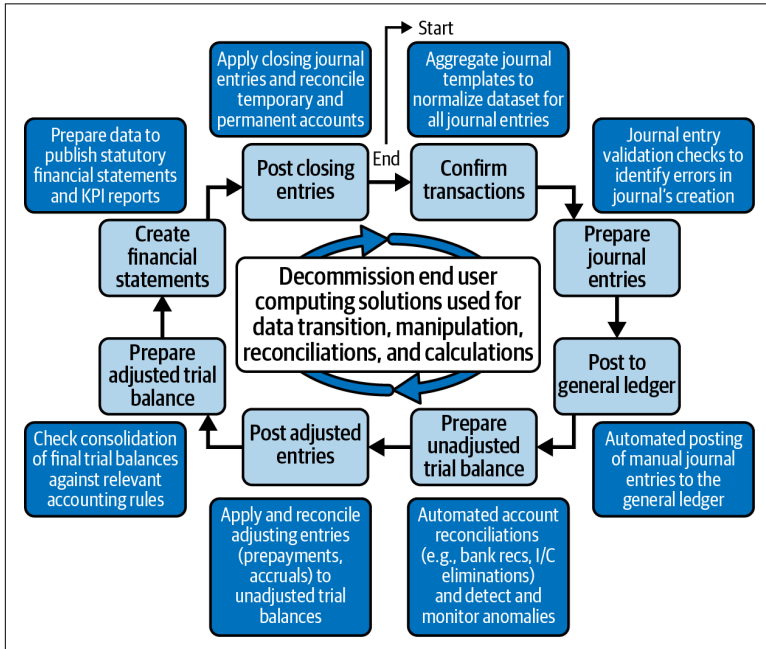 Start
Apply closing journal
entries and reconcile
temporary and
permanent accounts
Aggregate journal
templates to
normalize dataset for
all journal entries
Prepare data to
publish statutory
financial statements
and KPI reports
Journal entry
validation checks to
identify errors in
journal's creation
Post closing
entries
End
Confirm
transactions
Create
financial
statements
Prepare
journal
entries
Decommission end user
computing solutions used for
data transition, manipulation,
reconciliations, and calculations
Prepare
adjusted trial
balance
Post to
general ledger
Post adjusted
entries
Prepare
unadjusted
trial balance
Check consolidation
of final trial balances
against relevant
accounting rules
Automated posting
of manual journal
entries to the
general ledger
Apply and reconcile
adjusting entries
(prepayments,
accruals) to
unadjusted trial
balances
Automated account
reconciliations
(e.g., bank recs, I/C
eliminations)
and detect and
monitor anomalies